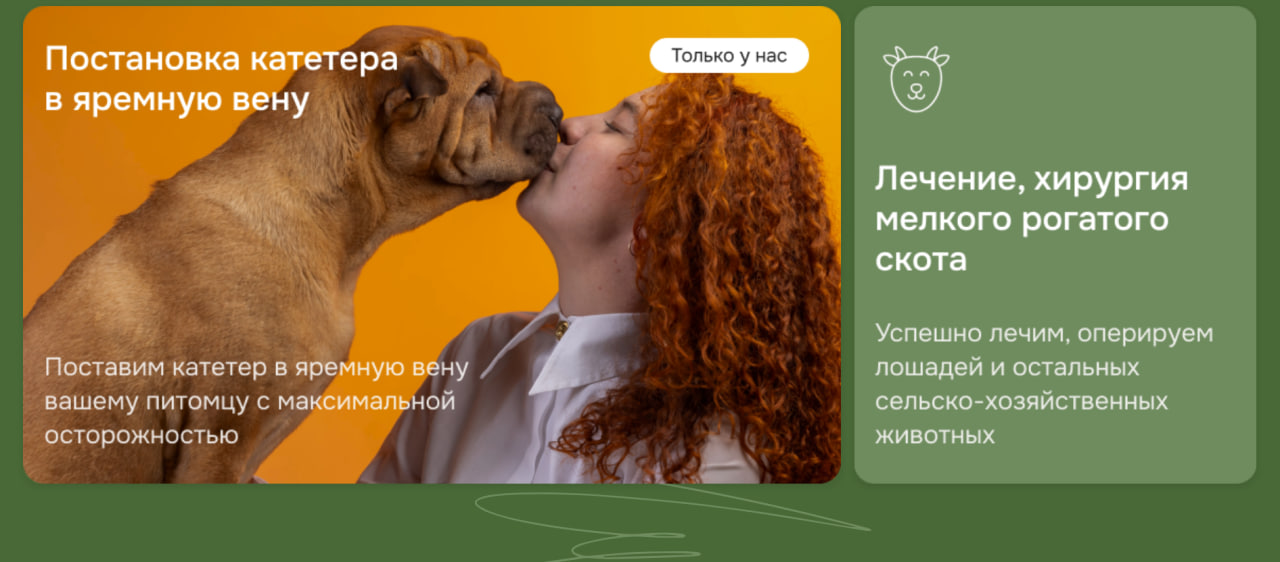 Постановка катетера
в яремную вену
Только у нас
Поставим катетер в яремную вену
вашему питомцу с максимальной
осторожностью
Лечение, хирургия
мелкого рогатого
скота
Успешно лечим, оперируем
лошадей и остальных
сельско-хозяйственных
животных